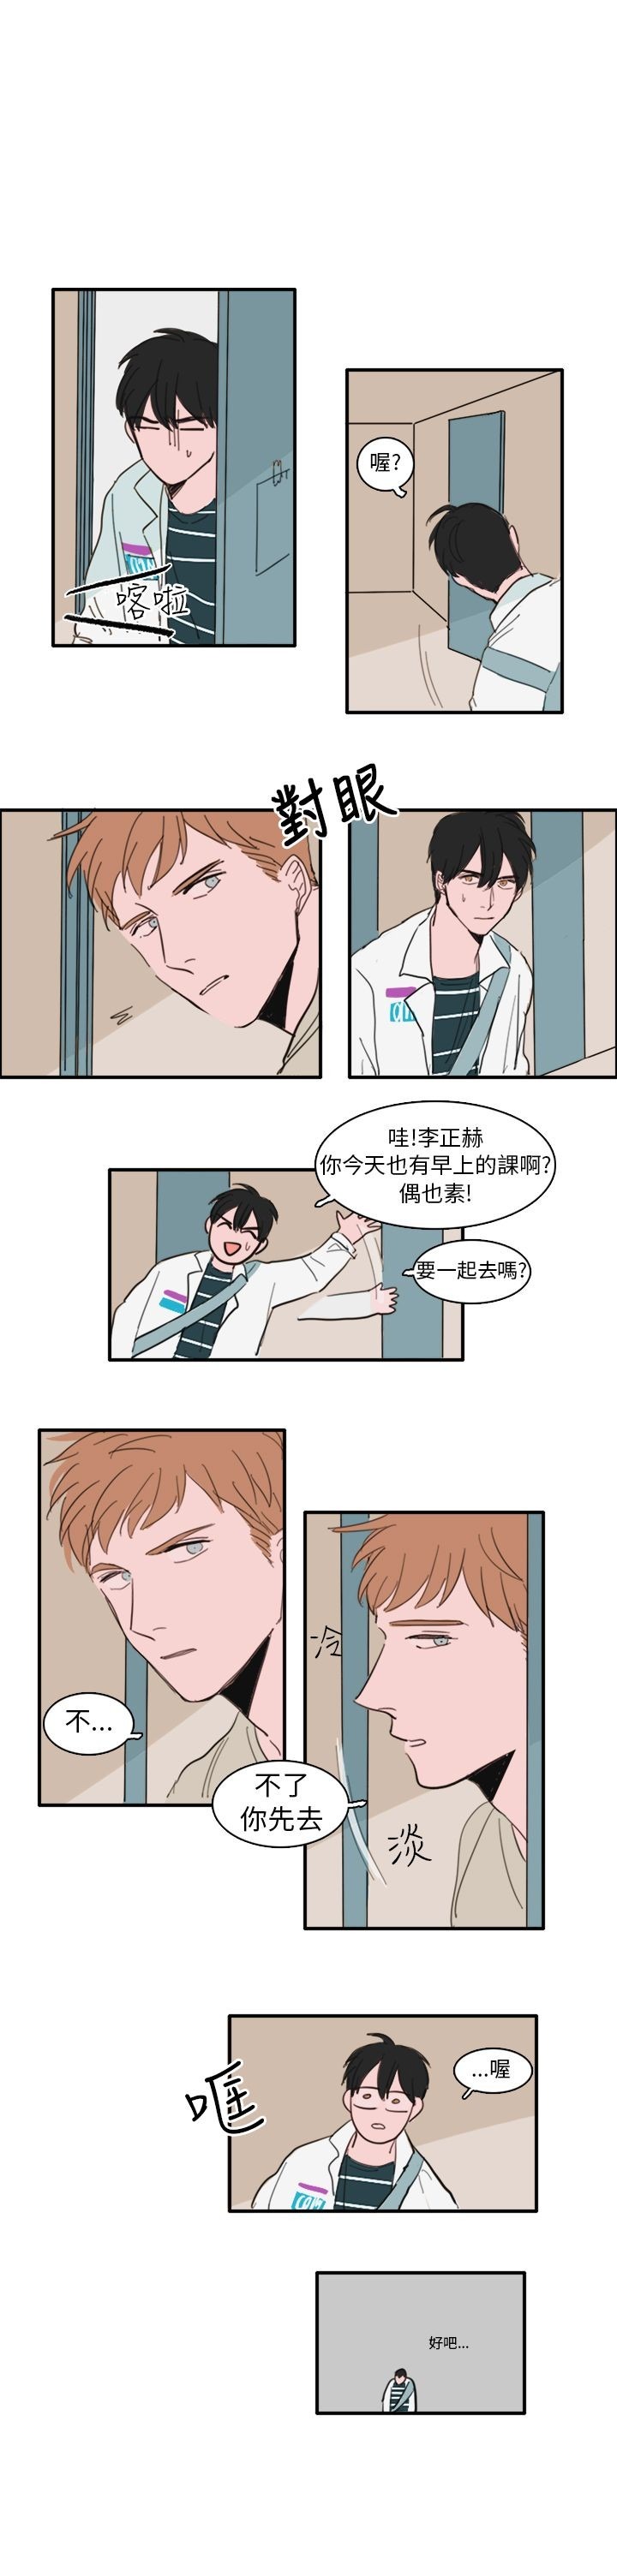 喀啦
喔?
對眼
哇!李正赫
你今天也有早上的課啊?
偶也素!
要一起去嗎?
不...
不了
你先去
冷
淡
哐
...喔
好吧...